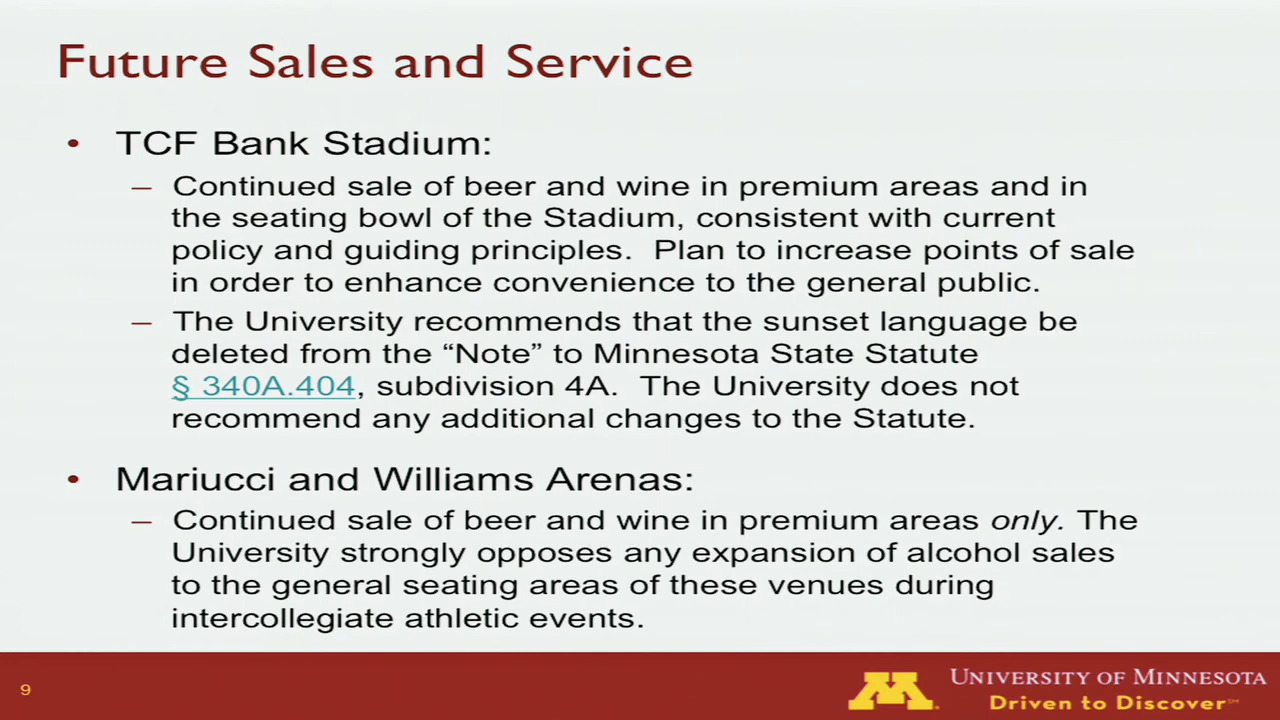 Future Sales and Service
• TCF Bank Stadium:
– Continued sale of beer and wine in premium areas and in
the seating bowl of the Stadium, consistent with current
policy and guiding principles.  Plan to increase points of sale
in order to enhance convenience to the general public.
– The University recommends that the sunset language be
deleted from the “Note” to Minnesota State Statute
§ 340A.404, subdivision 4A.  The University does not
recommend any additional changes to the Statute.
• Mariucci and Williams Arenas:
– Continued sale of beer and wine in premium areas only. The
University strongly opposes any expansion of alcohol sales
to the general seating areas of these venues during
intercollegiate athletic events.
9
M
UNIVERSITY OF MINNESOTA
Driven to Discover℠